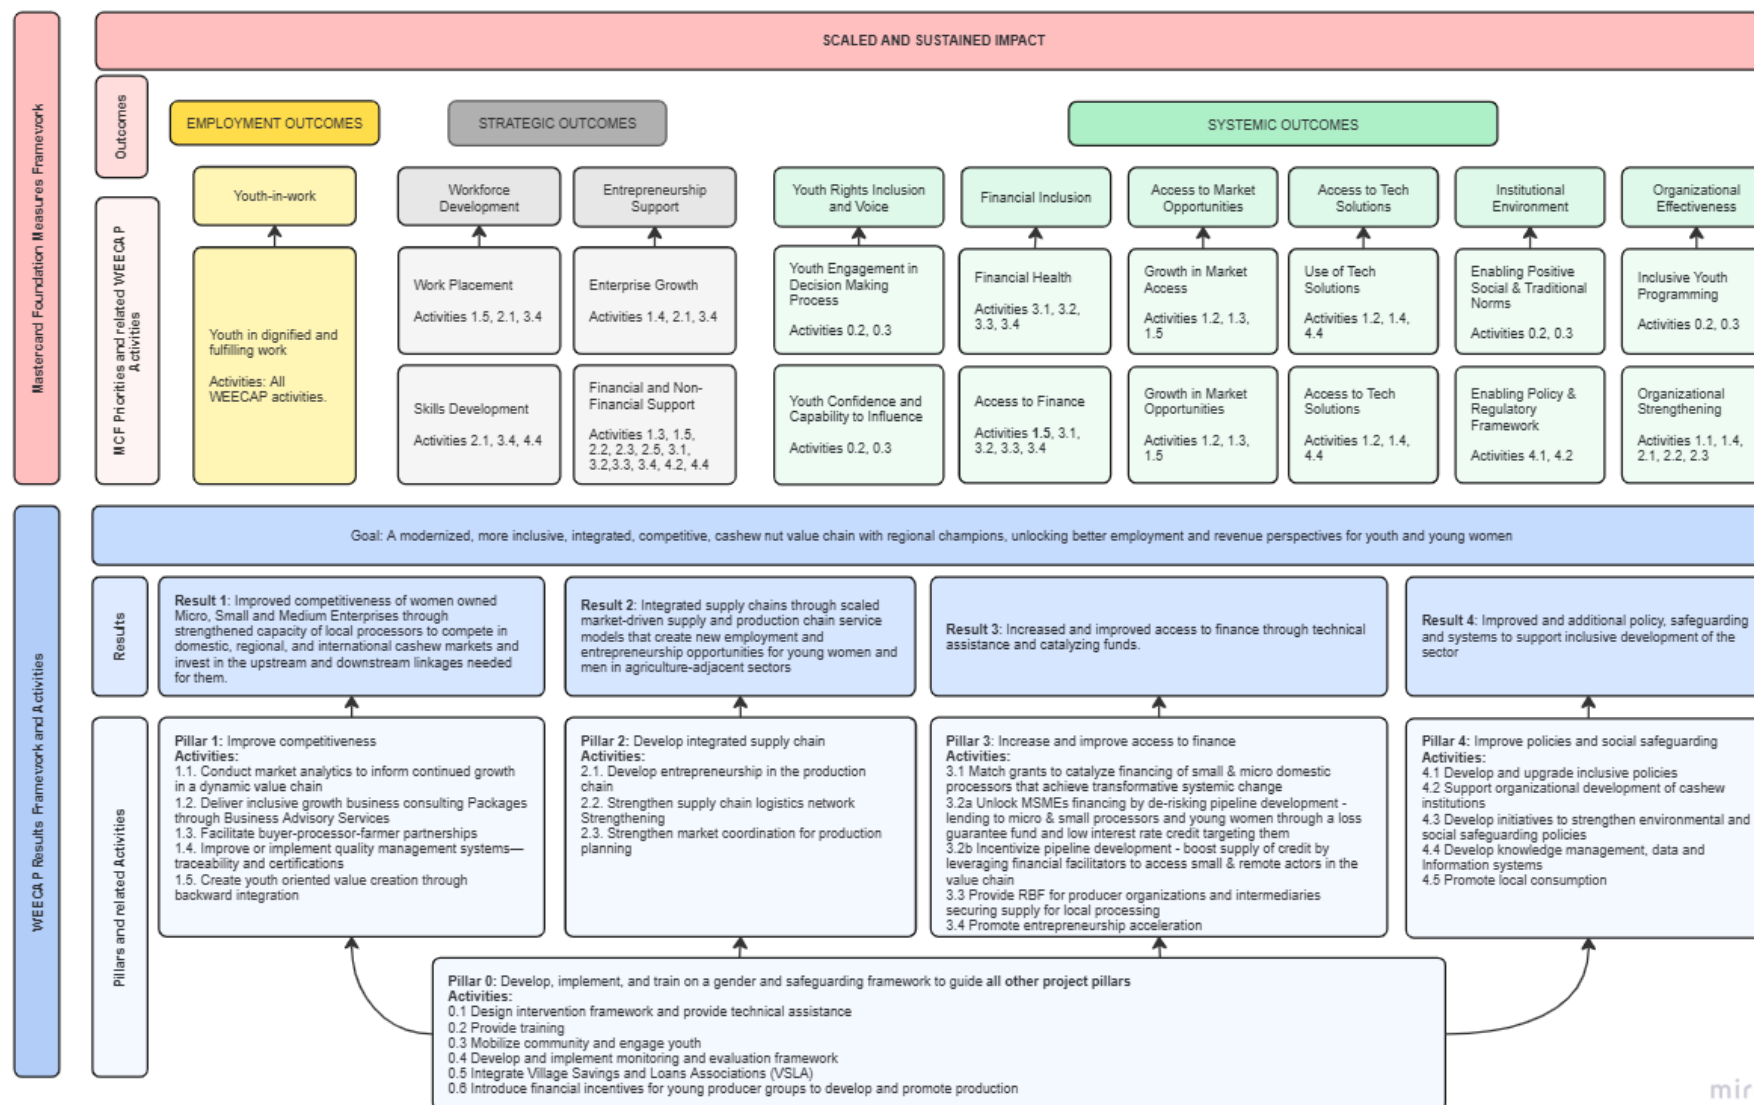 SCALED AND SUSTAINED IMPACT
Mastercard Foundation Measures Framework
Outcomes
EMPLOYMENT OUTCOMES
STRATEGIC OUTCOMES
SYSTEMIC OUTCOMES
MCF Priorities and related WEECAP
Activities
Youth-in-work
Workforce
Development
Entrepreneurship
Support
Youth Rights Inclusion
and Voice
Financial Inclusion
Access to Market
Opportunities
Access to Tech
Solutions
Institutional
Environment
Organizational
Effectiveness
Youth in dignified and
fulfilling work
Activities: All
WEECAP activities.
Work Placement
Activities 1.5, 2.1, 3.4
Enterprise Growth
Activities 1.4, 2.1, 3.4
Youth Engagement in
Decision Making
Process
Activities 0.2, 0.3
Financial Health
Activities 3.1, 3.2,
3.3, 3.4
Growth in Market
Access
Activities 1.2, 1.3,
1.5
Use of Tech
Solutions
Activities 1.2, 1.4,
4.4
Enabling Positive
Social & Traditional
Norms
Activities 0.2, 0.3
Inclusive Youth
Programming
Activities 0.2, 0.3
Skills Development
Activities 2.1, 3.4, 4.4
Financial and Non-
Financial Support
Activities 1.3, 1.5,
2.2, 2.3, 2.5, 3.1,
3.2,3.3, 3.4, 4.2, 4.4
Youth Confidence and
Capability to Influence
Activities 0.2, 0.3
Access to Finance
Activities 1.5, 3.1,
3.2, 3.3, 3.4
Growth in Market
Opportunities
Activities 1.2, 1.3,
1.5
Access to Tech
Solutions
Activities 1.2, 1.4,
4.4
Enabling Policy &
Regulatory
Framework
Activities 4.1, 4.2
Organizational
Strengthening
Activities 1.1, 1.4,
2.1, 2.2, 2.3
WEECAP Results Framework and Activities
Goal: A modernized, more inclusive, integrated, competitive, cashew nut value chain with regional champions, unlocking better employment and revenue perspectives for youth and young women
Results
Result 1: Improved competitiveness of women owned
Micro, Small and Medium Enterprises through
strengthened capacity of local processors to compete in
domestic, regional, and international cashew markets and
invest in the upstream and downstream linkages needed
for them.
Result 2: Integrated supply chains through scaled
market-driven supply and production chain service
models that create new employment and
entrepreneurship opportunities for young women and
men in agriculture-adjacent sectors
Result 3: Increased and improved access to finance through technical
assistance and catalyzing funds.
Result 4: Improved and additional policy, safeguarding
and systems to support inclusive development of the
sector
Pillars and related Activities
Pillar 1: Improve competitiveness
Activities:
1.1. Conduct market analytics to inform continued growth
in a dynamic value chain
1.2. Deliver inclusive growth business consulting Packages
through Business Advisory Services
1.3. Facilitate buyer-processor-farmer partnerships
1.4. Improve or implement quality management systems—
traceability and certifications
1.5. Create youth oriented value creation through
backward integration
Pillar 2: Develop integrated supply chain
Activities:
2.1. Develop entrepreneurship in the production
chain
2.2. Strengthen supply chain logistics network
Strengthening
2.3. Strengthen market coordination for production
planning
Pillar 3: Increase and improve access to finance
Activities:
3.1 Match grants to catalyze financing of small & micro domestic
processors that achieve transformative systemic change
3.2a Unlock MSMEs financing by de-risking pipeline development -
lending to micro & small processors and young women through a loss
guarantee fund and low interest rate credit targeting them
3.2b Incentivize pipeline development - boost supply of credit by
leveraging financial facilitators to access small & remote actors in the
value chain
3.3 Provide RBF for producer organizations and intermediaries
securing supply for local processing
3.4 Promote entrepreneurship acceleration
Pillar 4: Improve policies and social safeguarding
Activities:
4.1 Develop and upgrade inclusive policies
4.2 Support organizational development of cashew
institutions
4.3 Develop initiatives to strengthen environmental and
social safeguarding policies
4.4 Develop knowledge management, data and
Information systems
4.5 Promote local consumption
Pillar 0: Develop, implement, and train on a gender and safeguarding framework to guide all other project pillars
Activities:
0.1 Design intervention framework and provide technical assistance
0.2 Provide training
0.3 Mobilize community and engage youth
0.4 Develop and implement monitoring and evaluation framework
0.5 Integrate Village Savings and Loans Associations (VSLA)
0.6 Introduce financial incentives for young producer groups to develop and promote production
mir